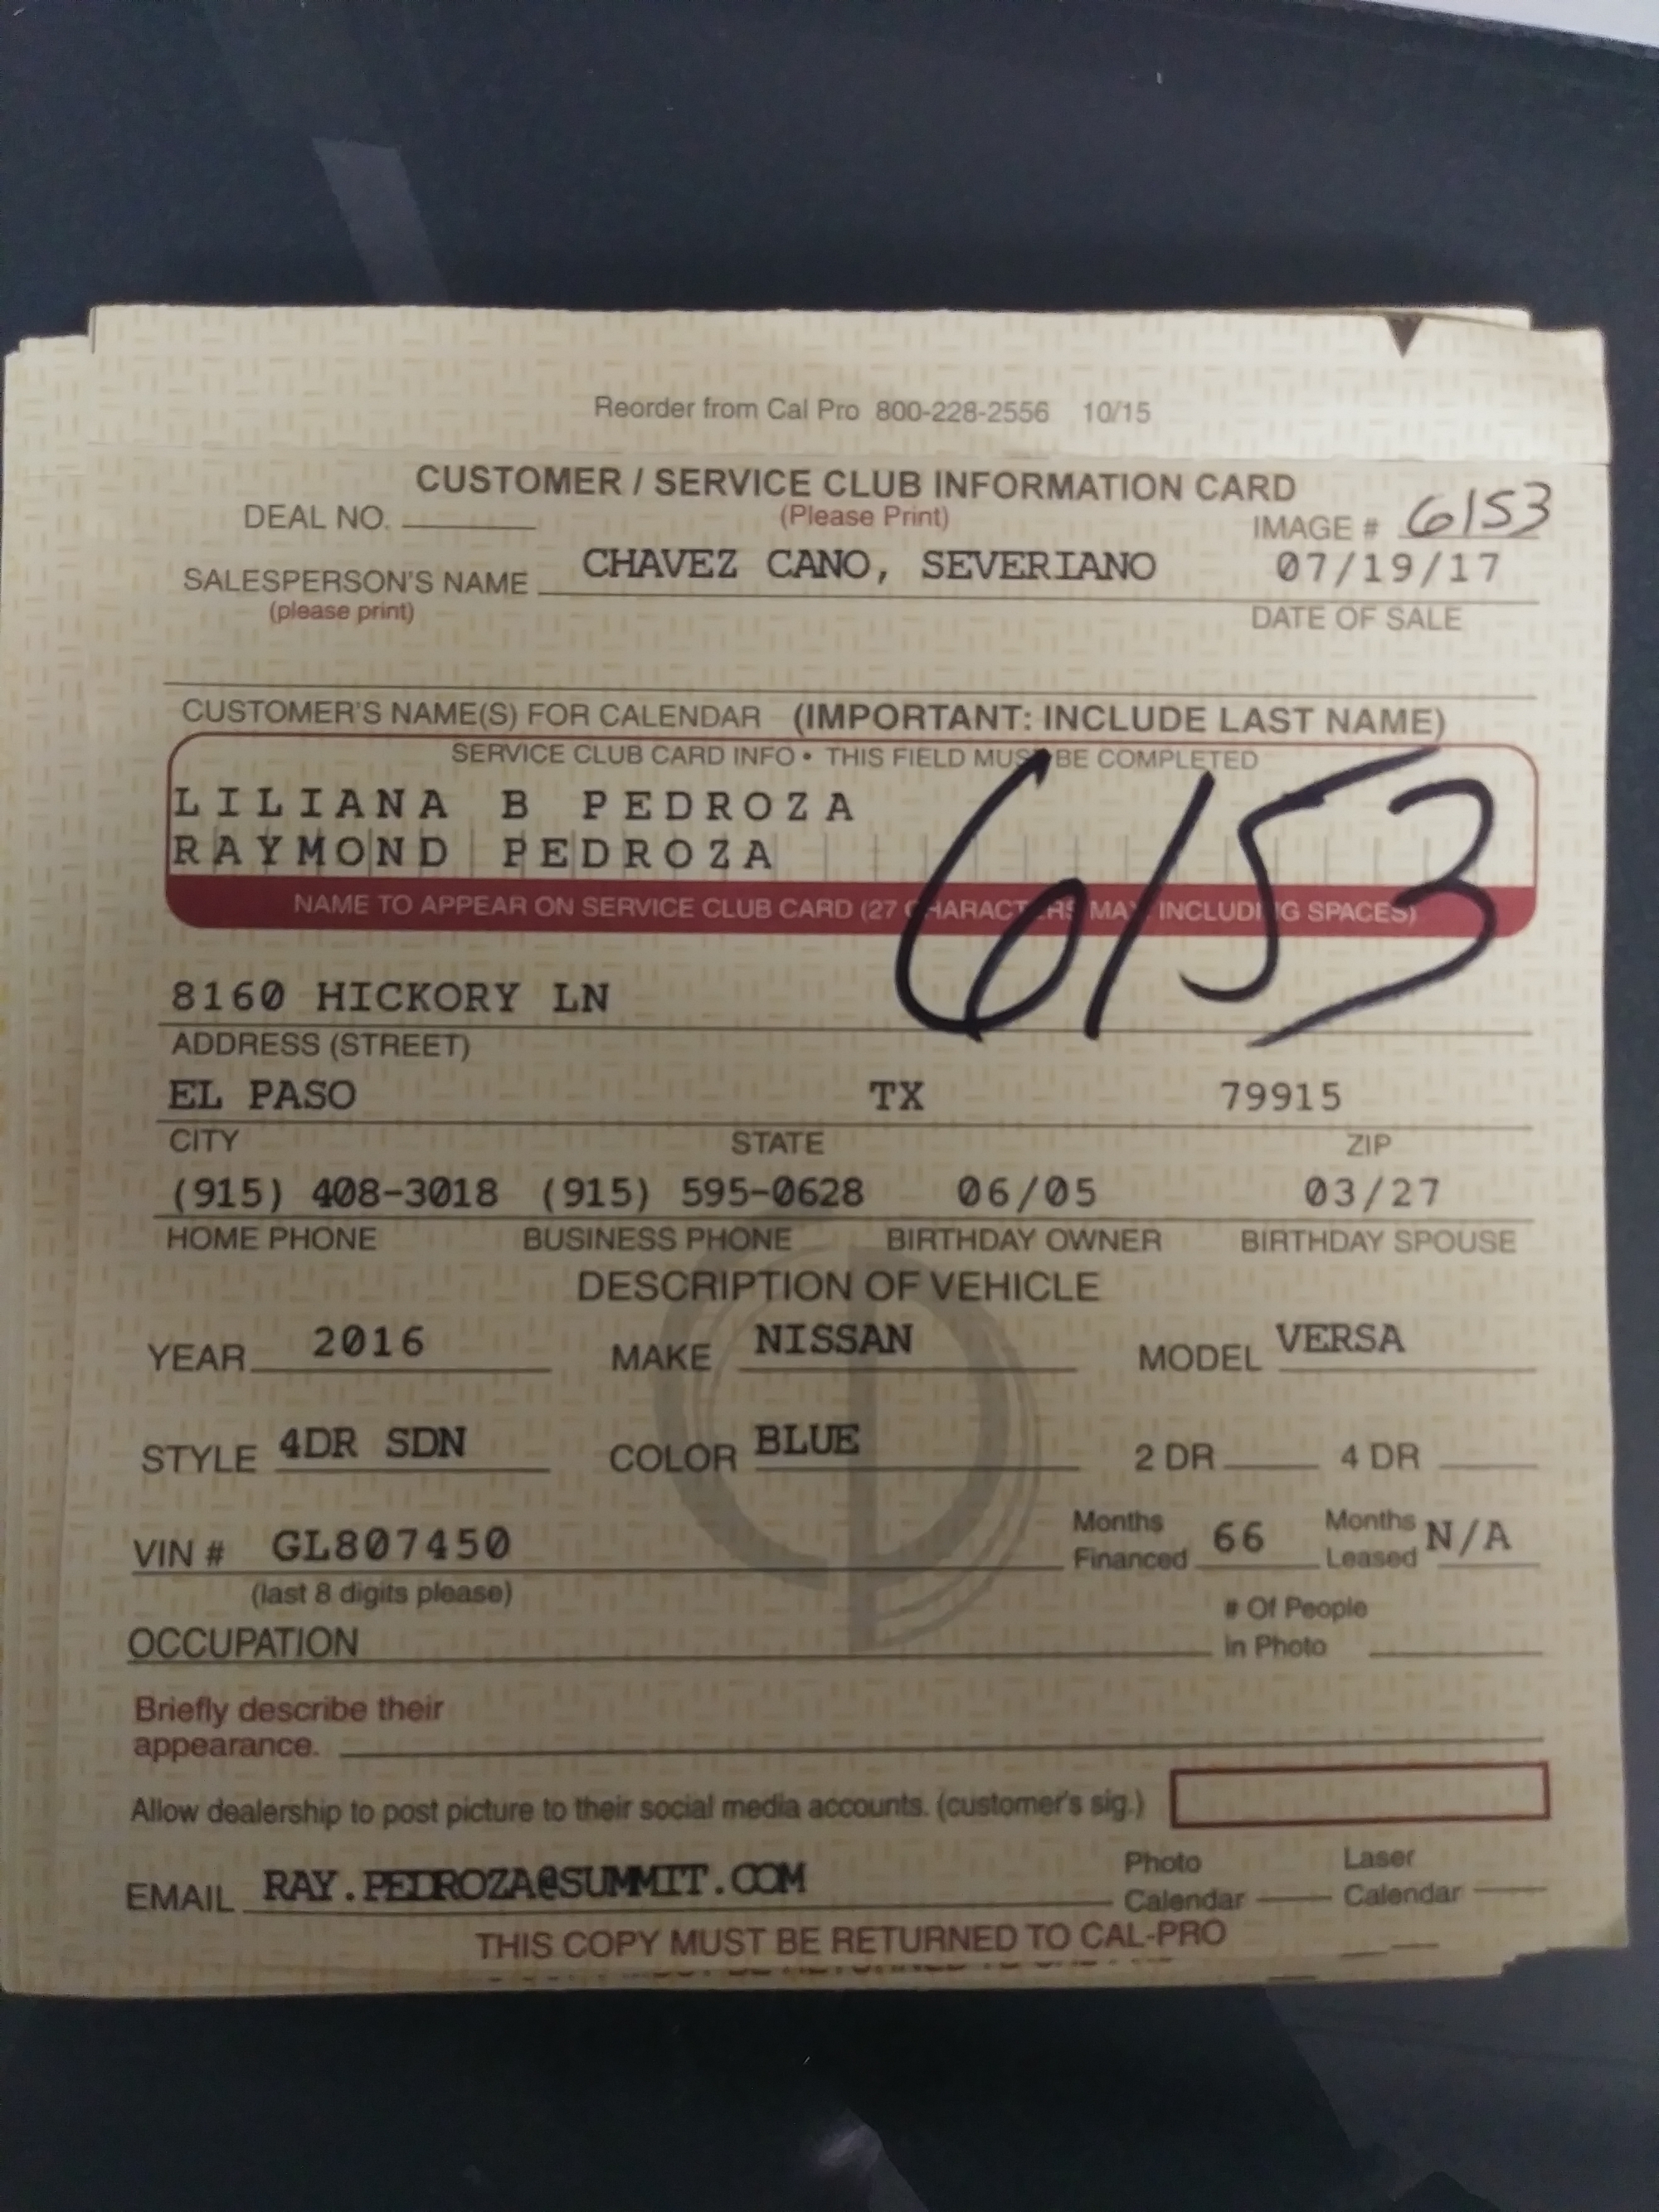 Reorder from Cal Pro 800-228-2556 10/15
CUSTOMER / SERVICE CLUB INFORMATION CARD
DEAL NO. (Please Print) IMAGE # 6153
SALESPERSON'S NAME CHAVEZ CANO, SEVERIANO 07/19/17
(please print) DATE OF SALE
CUSTOMER'S NAME(S) FOR CALENDAR (IMPORTANT: INCLUDE LAST NAME)
SERVICE CLUB CARD INFO • THIS FIELD MUST BE COMPLETED
LILIANA B PEDROZA
RAYMOND PEDROZA
6153
NAME TO APPEAR ON SERVICE CLUB CARD (27 CHARACTERS MAX INCLUDING SPACES)
8160 HICKORY LN
ADDRESS (STREET)
EL PASO TX 79915
CITY STATE ZIP
(915) 408-3018 (915) 595-0628 06/05 03/27
HOME PHONE BUSINESS PHONE BIRTHDAY OWNER BIRTHDAY SPOUSE
DESCRIPTION OF VEHICLE
YEAR 2016 MAKE NISSAN MODEL VERSA
STYLE 4DR SDN COLOR BLUE 2 DR 4 DR
VIN # GL807450 Months Financed 66 Months Leased N/A
(last 8 digits please)
OCCUPATION # Of People in Photo
Briefly describe their
appearance.
Allow dealership to post picture to their social media accounts. (customer's sig.)
EMAIL RAY.PEDROZA@SUMMIT.COM Photo Calendar Laser Calendar
THIS COPY MUST BE RETURNED TO CAL-PRO